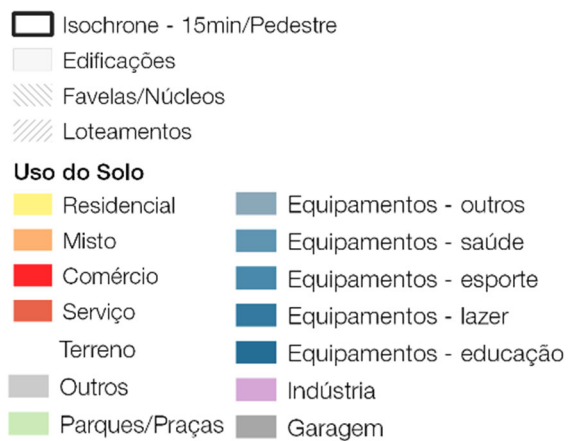 Isochrone - 15min/Pedestre
Edificações
Favelas/Núcleos
Loteamentos
Uso do Solo
Residencial
Misto
Comércio
Serviço
Terreno
Outros
Parques/Praças
Equipamentos - outros
Equipamentos - saúde
Equipamentos - esporte
Equipamentos - lazer
Equipamentos - educação
Indústria
Garagem